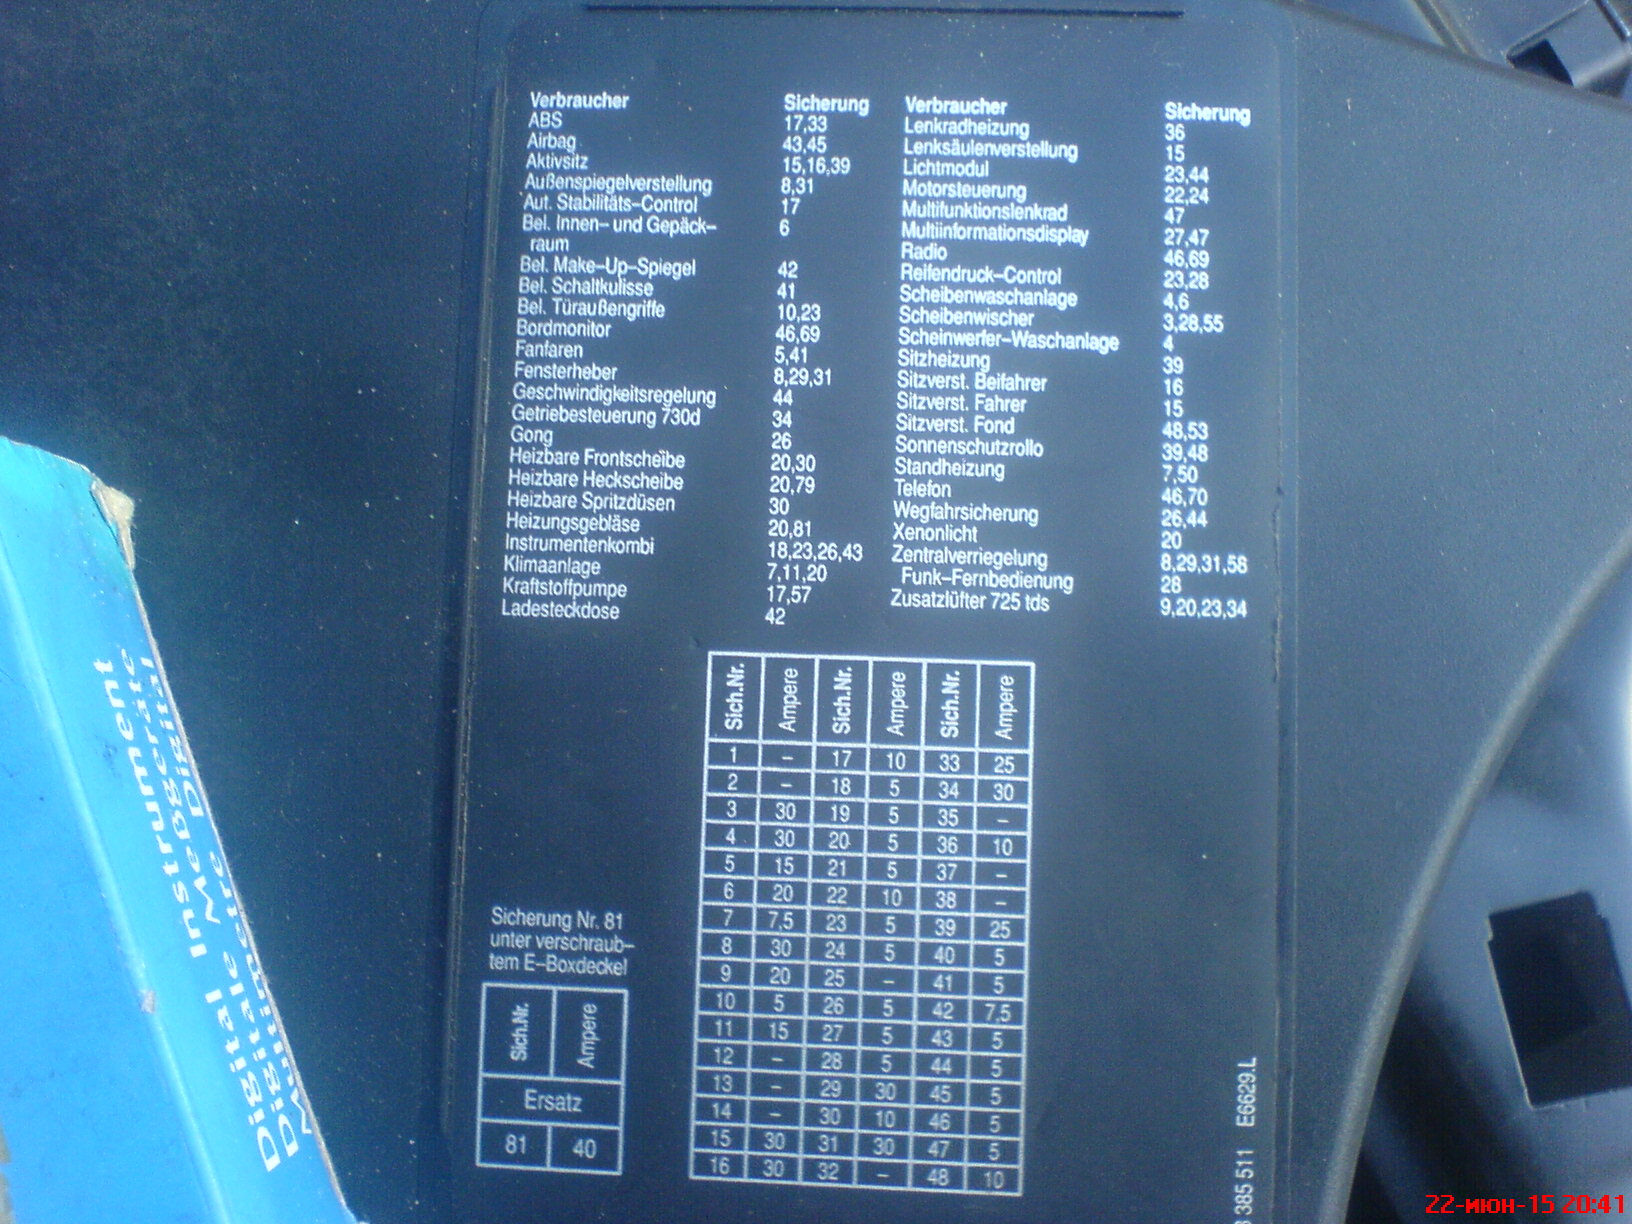 Verbraucher Sicherung
ABS 17,33
Airbag 43,45
Aktivsitz 15,16,39
Außenspiegelverstellung 8,31
Aut. Stabilitäts–Control 17
Bel. Innen– und Gepäck– 6
raum
Bel. Make–Up–Spiegel 42
Bel. Schaltkulisse 41
Bel. Türaußengriffe 10,23
Bordmonitor 46,69
Fanfaren 5,41
Fensterheber 8,29,31
Geschwindigkeitsregelung 44
Getriebesteuerung 730d 34
Gong 26
Heizbare Frontscheibe 20,30
Heizbare Heckscheibe 20,79
Heizbare Spritzdüsen 30
Heizungsgebläse 20,81
Instrumentenkombi 18,23,26,43
Klimaanlage 7,11,20
Kraftstoffpumpe 17,57
Ladesteckdose 42
Verbraucher Sicherung
Lenkradheizung 36
Lenksäulenverstellung 15
Lichtmodul 23,44
Motorsteuerung 22,24
Multifunktionslenkrad 47
Multiinformationsdisplay 27,47
Radio 46,69
Reifendruck–Control 23,28
Scheibenwaschanlage 4,6
Scheibenwischer 3,28,55
Scheinwerfer–Waschanlage 4
Sitzheizung 39
Sitzverst. Beifahrer 16
Sitzverst. Fahrer 15
Sitzverst. Fond 48,53
Sonnenschutzrollo 39,48
Standheizung 7,50
Telefon 46,70
Wegfahrsicherung 26,44
Xenonlicht 20
Zentralverriegelung 8,29,31,58
Funk–Fernbedienung 28
Zusatzlüfter 725 tds 9,20,23,34
Sich.Nr. Ampere Sich.Nr. Ampere Sich.Nr. Ampere
1 – 17 10 33 25
2 – 18 5 34 30
3 30 19 5 35 –
4 30 20 5 36 10
5 15 21 5 37 –
6 20 22 10 38 –
7 7,5 23 5 39 25
8 30 24 5 40 5
9 20 25 – 41 5
10 5 26 5 42 7,5
11 15 27 5 43 5
12 – 28 5 44 5
13 – 29 30 45 5
14 – 30 10 46 5
15 30 31 30 47 5
16 30 32 – 48 10
Sicherung Nr. 81
unter verschraub–
tem E–Boxdeckel
Sich.Nr. Ampere
Ersatz
81 40
385 511 E6629.L
Digital Instrument
Digitale Meßgeräte
Digital
22-июн-15 20:41